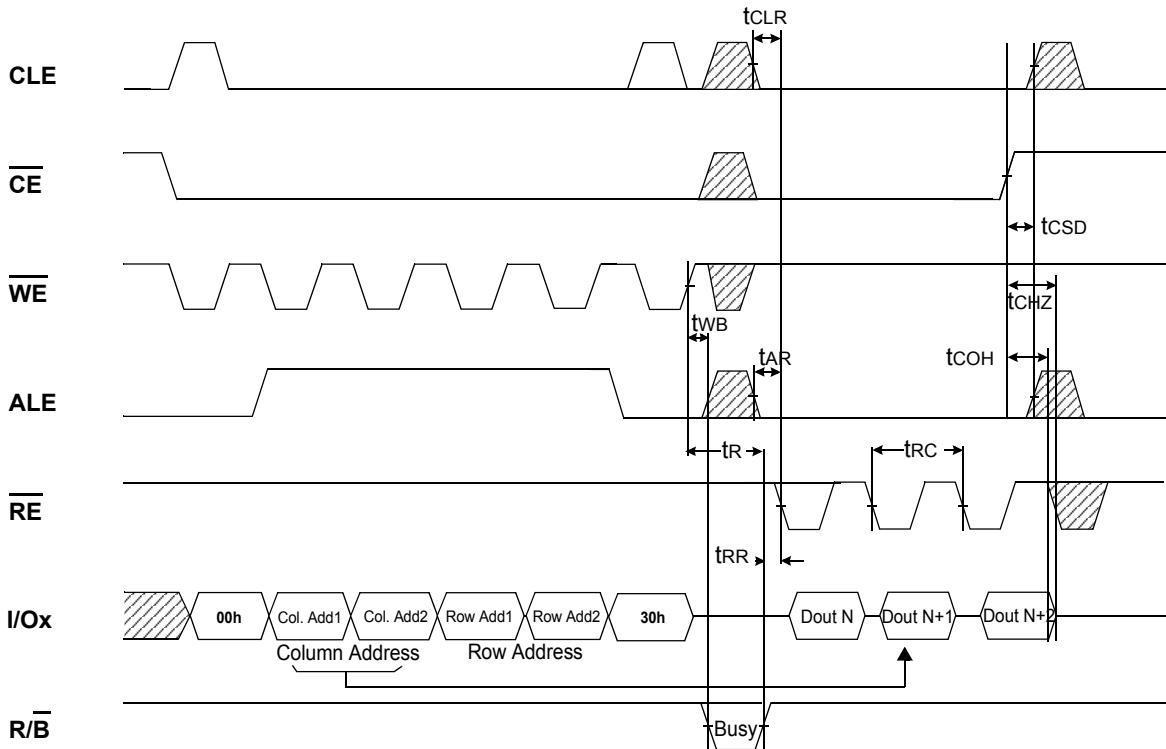 tCLR
CLE
CE
tCSD
WE
tCHZ
tWB
tAR
tCOH
ALE
tR
tRC
RE
tRR
I/Ox
00h
Col. Add1
Col. Add2
Row Add1
Row Add2
30h
Dout N
Dout N+1
Dout N+2
Column Address
Row Address
R/B
Busy